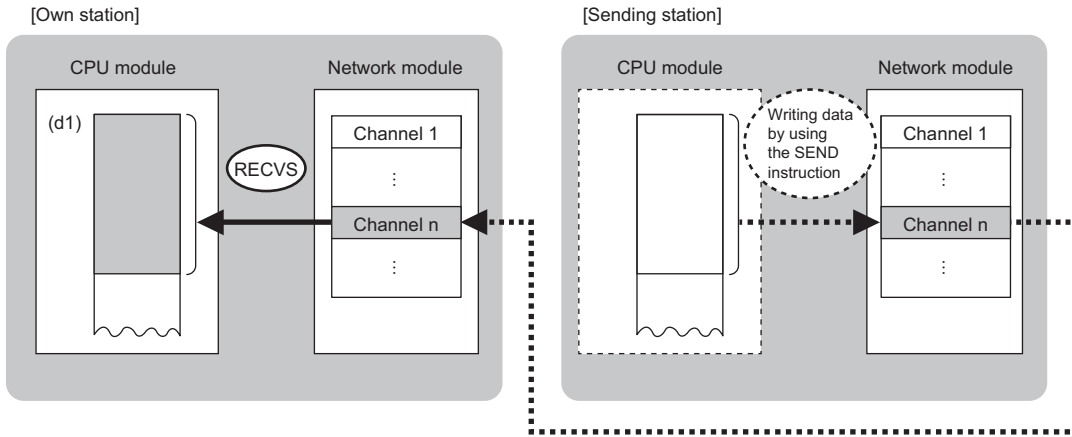 [Own station]
CPU module
Network module
(d1)
RECVS
Channel 1
⋮
Channel n
⋮
[Sending station]
CPU module
Network module
Writing data
by using
the SEND
instruction
Channel 1
⋮
Channel n
⋮